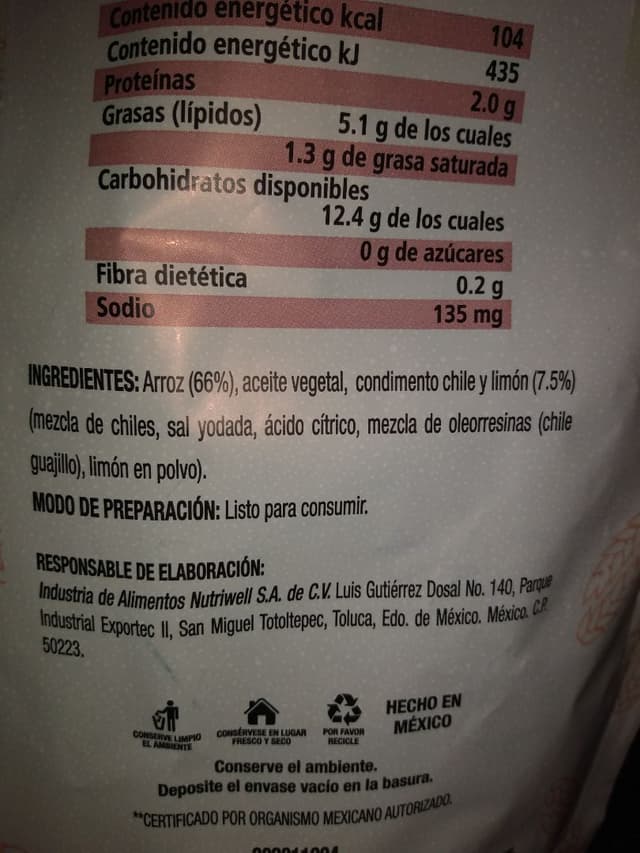 Contenido energético kcal 104
Contenido energético kJ 435
Proteínas 2.0 g
Grasas (lípidos) 5.1 g de los cuales
1.3 g de grasa saturada
Carbohidratos disponibles
12.4 g de los cuales
0 g de azúcares
Fibra dietética 0.2 g
Sodio 135 mg
INGREDIENTES: Arroz (66%), aceite vegetal, condimento chile y limón (7.5%)
(mezcla de chiles, sal yodada, ácido cítrico, mezcla de oleorresinas (chile
guajillo), limón en polvo).
MODO DE PREPARACIÓN: Listo para consumir.
RESPONSABLE DE ELABORACIÓN:
Industria de Alimentos Nutriwell S.A. de C.V. Luis Gutiérrez Dosal No. 140, Parque
Industrial Exportec II, San Miguel Totoltepec, Toluca, Edo. de México. México. C.P.
50223.
CONSERVE LIMPIO
EL AMBIENTE
CONSÉRVESE EN LUGAR
FRESCO Y SECO
POR FAVOR
RECICLE
HECHO EN
MÉXICO
Conserve el ambiente.
Deposite el envase vacío en la basura.
**CERTIFICADO POR ORGANISMO MEXICANO AUTORIZADO.